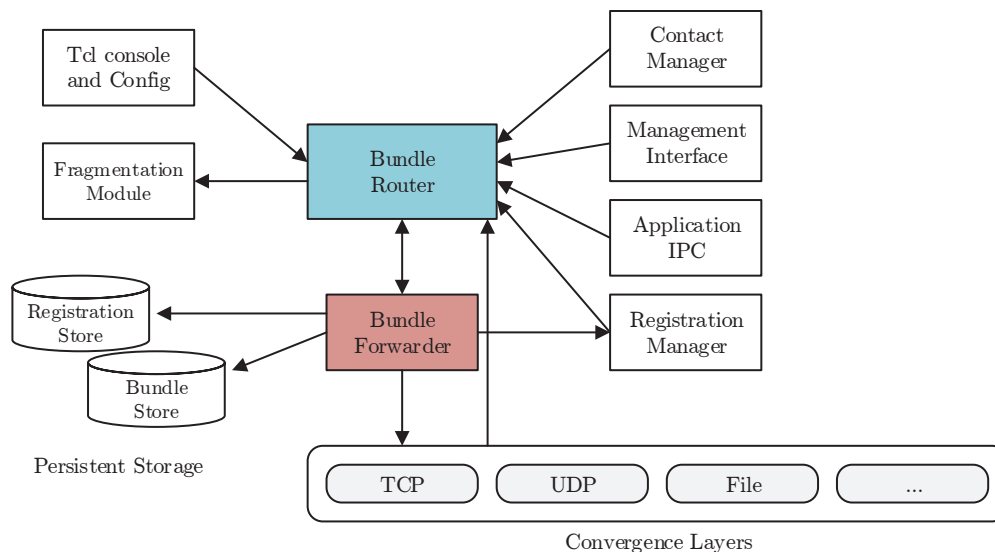 Tcl console
and Config
Contact
Manager
Bundle
Router
Management
Interface
Fragmentation
Module
Application
IPC
Registration
Store
Bundle
Forwarder
Registration
Manager
Bundle
Store
Persistent Storage
TCP
UDP
File
...
Convergence Layers